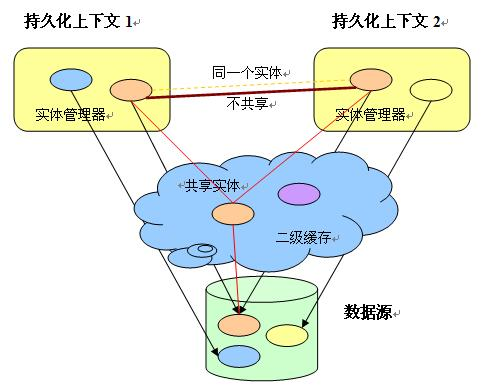 持久化上下文 1
持久化上下文 2
同一个实体
不共享
实体管理器
实体管理器
共享实体
二级缓存
数据源